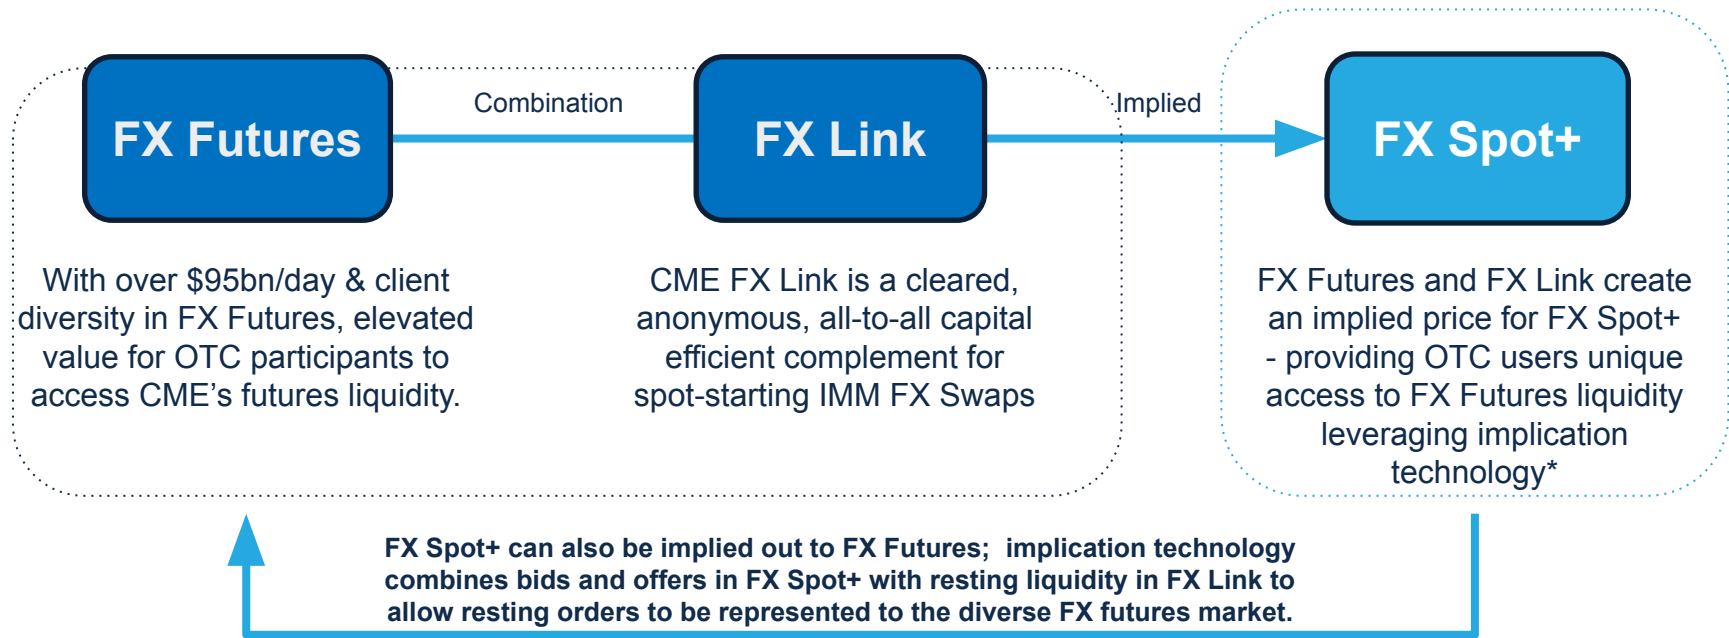 FX Futures
Combination
FX Link
Implied
FX Spot+
With over $95bn/day & client
diversity in FX Futures, elevated
value for OTC participants to
access CME’s futures liquidity.
CME FX Link is a cleared,
anonymous, all-to-all capital
efficient complement for
spot-starting IMM FX Swaps
FX Futures and FX Link create
an implied price for FX Spot+
- providing OTC users unique
access to FX Futures liquidity
leveraging implication
technology*
FX Spot+ can also be implied out to FX Futures;  implication technology
combines bids and offers in FX Spot+ with resting liquidity in FX Link to
allow resting orders to be represented to the diverse FX futures market.